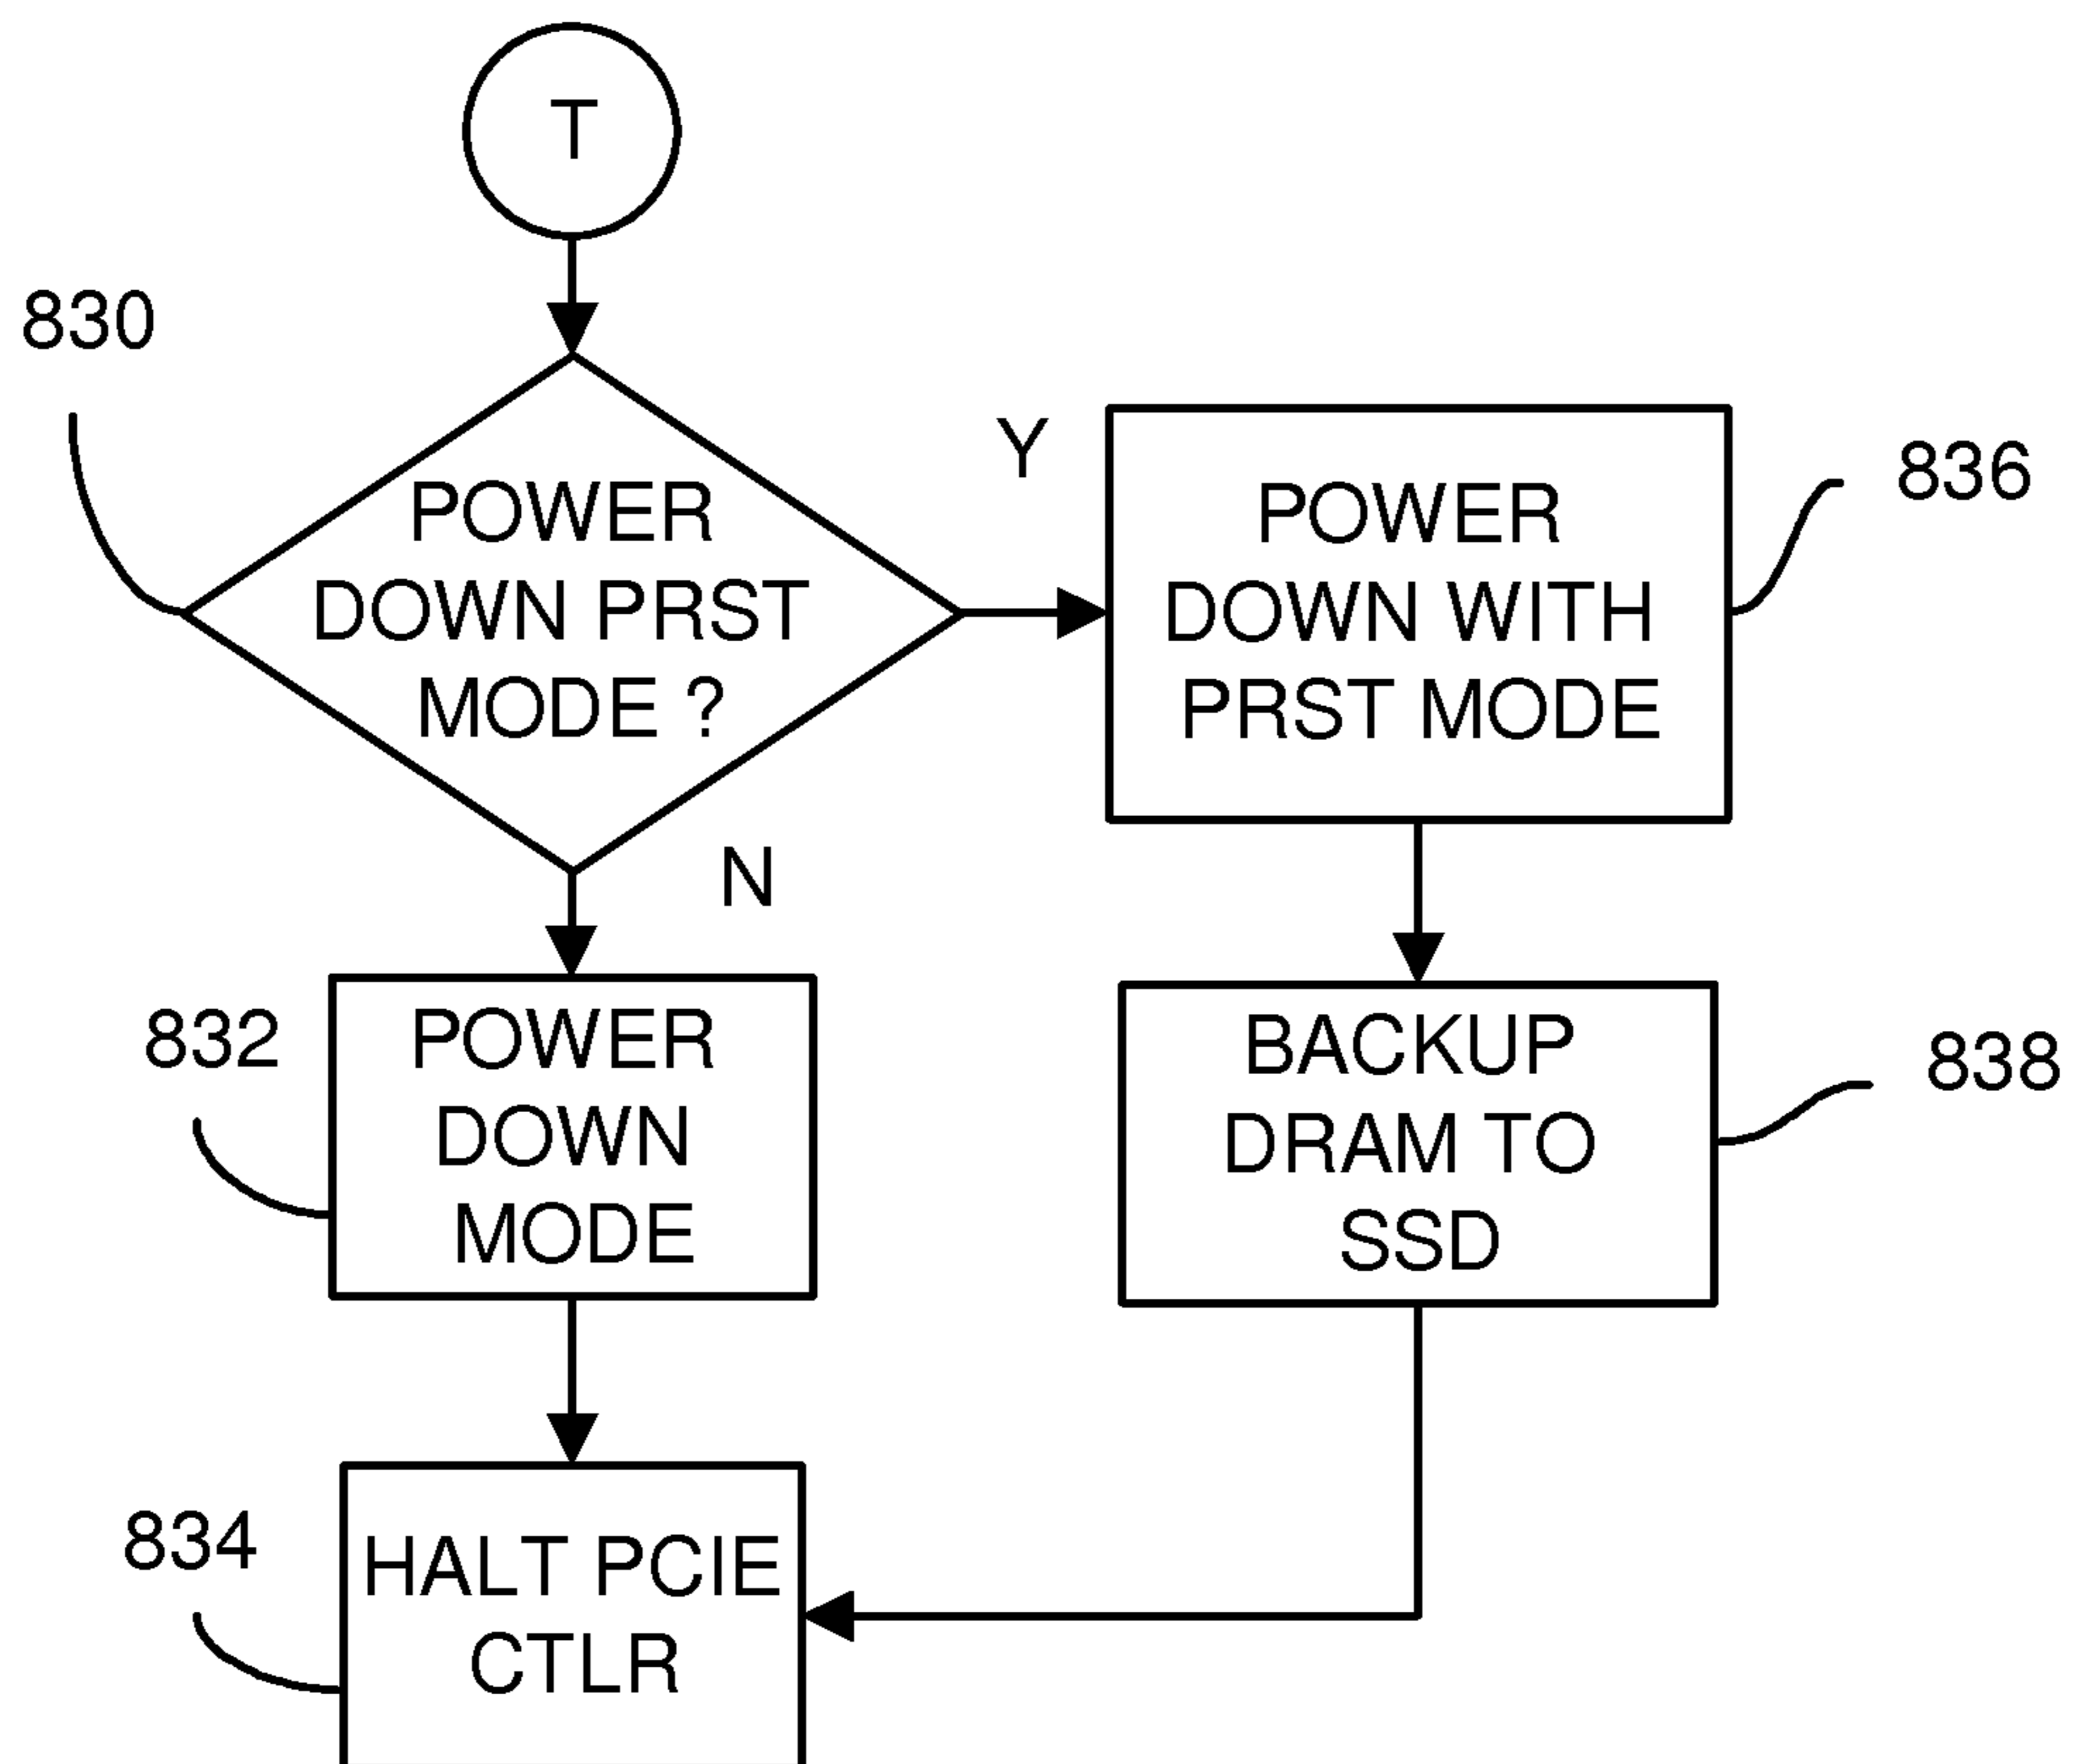 T
830
POWER
DOWN PRST
MODE ?
Y
N
POWER
DOWN WITH
PRST MODE
836
832
POWER
DOWN
MODE
BACKUP
DRAM TO
SSD
838
834
HALT PCIE
CTLR